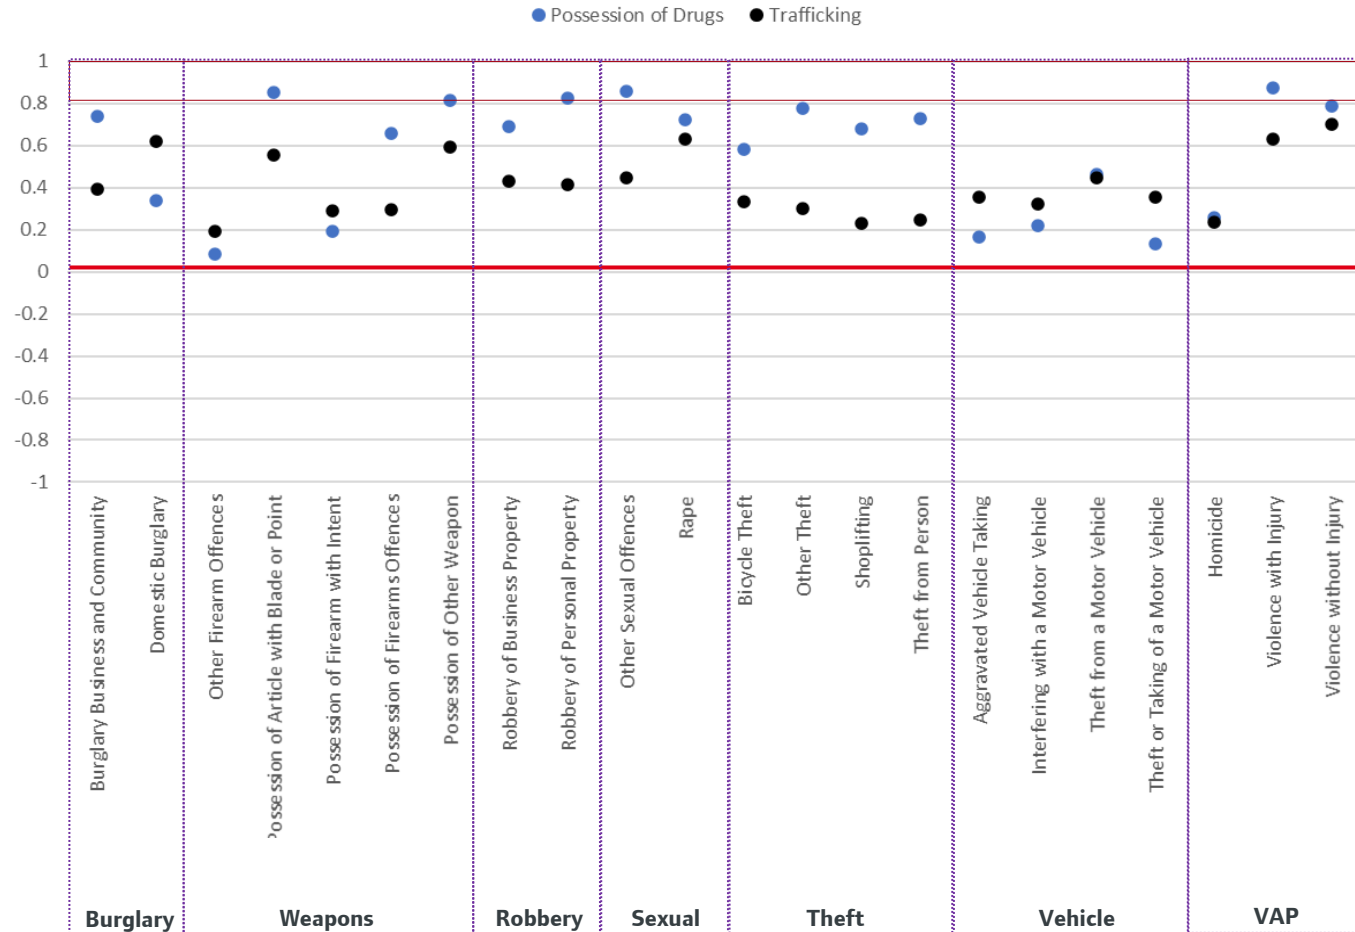 Possession of Drugs Trafficking
1
0.8
0.6
0.4
0.2
0
-0.2
-0.4
-0.6
-0.8
-1
Burglary Business and Community
Domestic Burglary
Other Firearm Offences
Possession of Article with Blade or Point
Possession of Firearm with Intent
Possession of Firearms Offences
Possession of Other Weapon
Robbery of Business Property
Robbery of Personal Property
Other Sexual Offences
Rape
Bicycle Theft
Other Theft
Shoplifting
Theft from Person
Aggravated Vehicle Taking
Interfering with a Motor Vehicle
Theft from a Motor Vehicle
Theft or Taking of a Motor Vehicle
Homicide
Violence with Injury
Violence without Injury
Burglary Weapons Robbery Sexual Theft Vehicle VAP